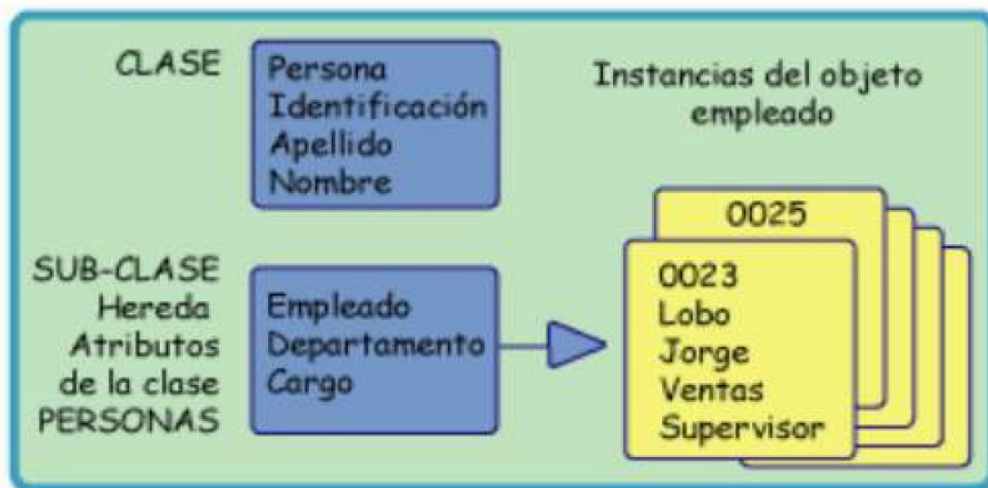 CLASE
Persona
Identificación
Apellido
Nombre
Instancias del objeto
empleado
SUB-CLASE
Hereda
Atributos
de la clase
PERSONAS
Empleado
Departamento
Cargo
0025
0023
Lobo
Jorge
Ventas
Supervisor